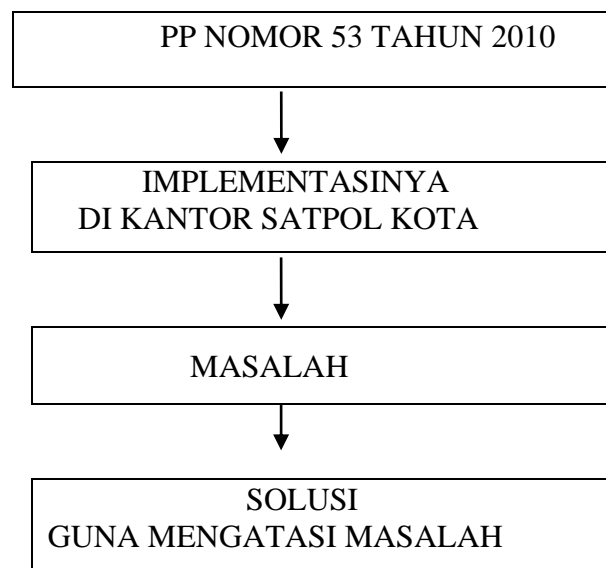 PP NOMOR 53 TAHUN 2010
IMPLEMENTASINYA
DI KANTOR SATPOL KOTA
MASALAH
SOLUSI
GUNA MENGATASI MASALAH